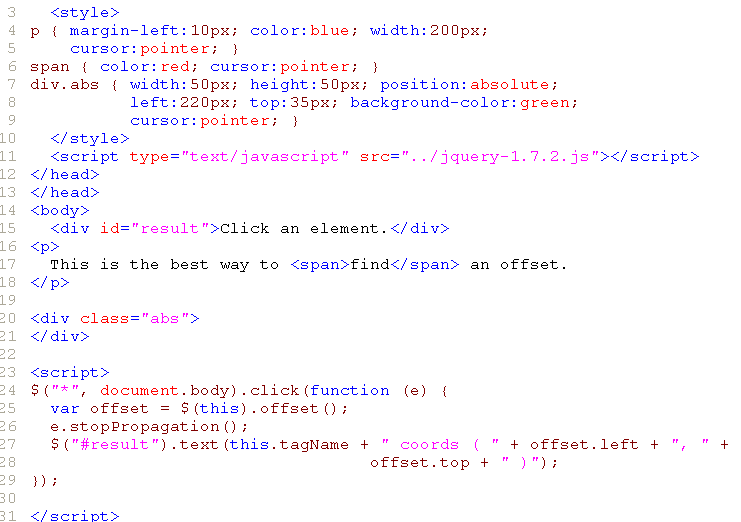 3   <style>
4 p { margin-left:10px; color:blue; width:200px;
5     cursor:pointer; }
6 span { color:red; cursor:pointer; }
7 div.abs { width:50px; height:50px; position:absolute;
8           left:220px; top:35px; background-color:green;
9           cursor:pointer; }
10   </style>
11   <script type="text/javascript" src="../jquery-1.7.2.js"></script>
12 </head>
13 </head>
14 <body>
15   <div id="result">Click an element.</div>
16 <p>
17   This is the best way to <span>find</span> an offset.
18 </p>
19
20 <div class="abs">
21 </div>
22
23 <script>
24 $("*", document.body).click(function (e) {
25   var offset = $(this).offset();
26   e.stopPropagation();
27   $("#result").text(this.tagName + " coords ( " + offset.left + ", " +
28                                   offset.top + " )");
29 });
30
31 </script>